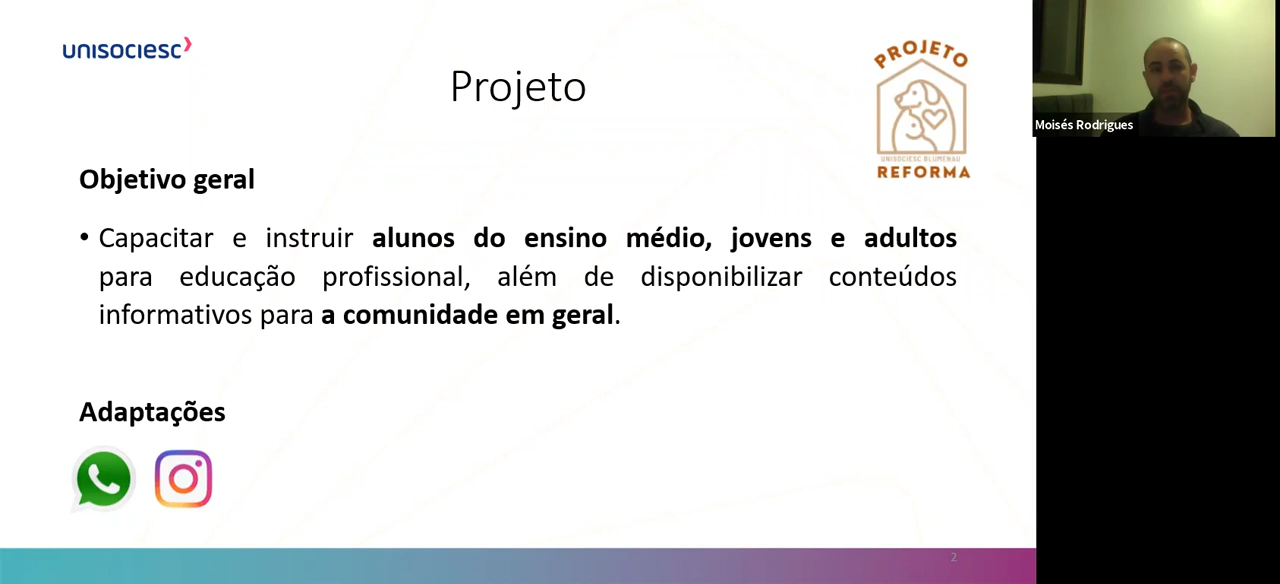 unisociesc
Projeto
PROJETO
UNISOCIESC BLUMENAU
REFORMA
Moisés Rodrigues
Objetivo geral
• Capacitar e instruir alunos do ensino médio, jovens e adultos
para educação profissional, além de disponibilizar conteúdos
informativos para a comunidade em geral.
Adaptações
2